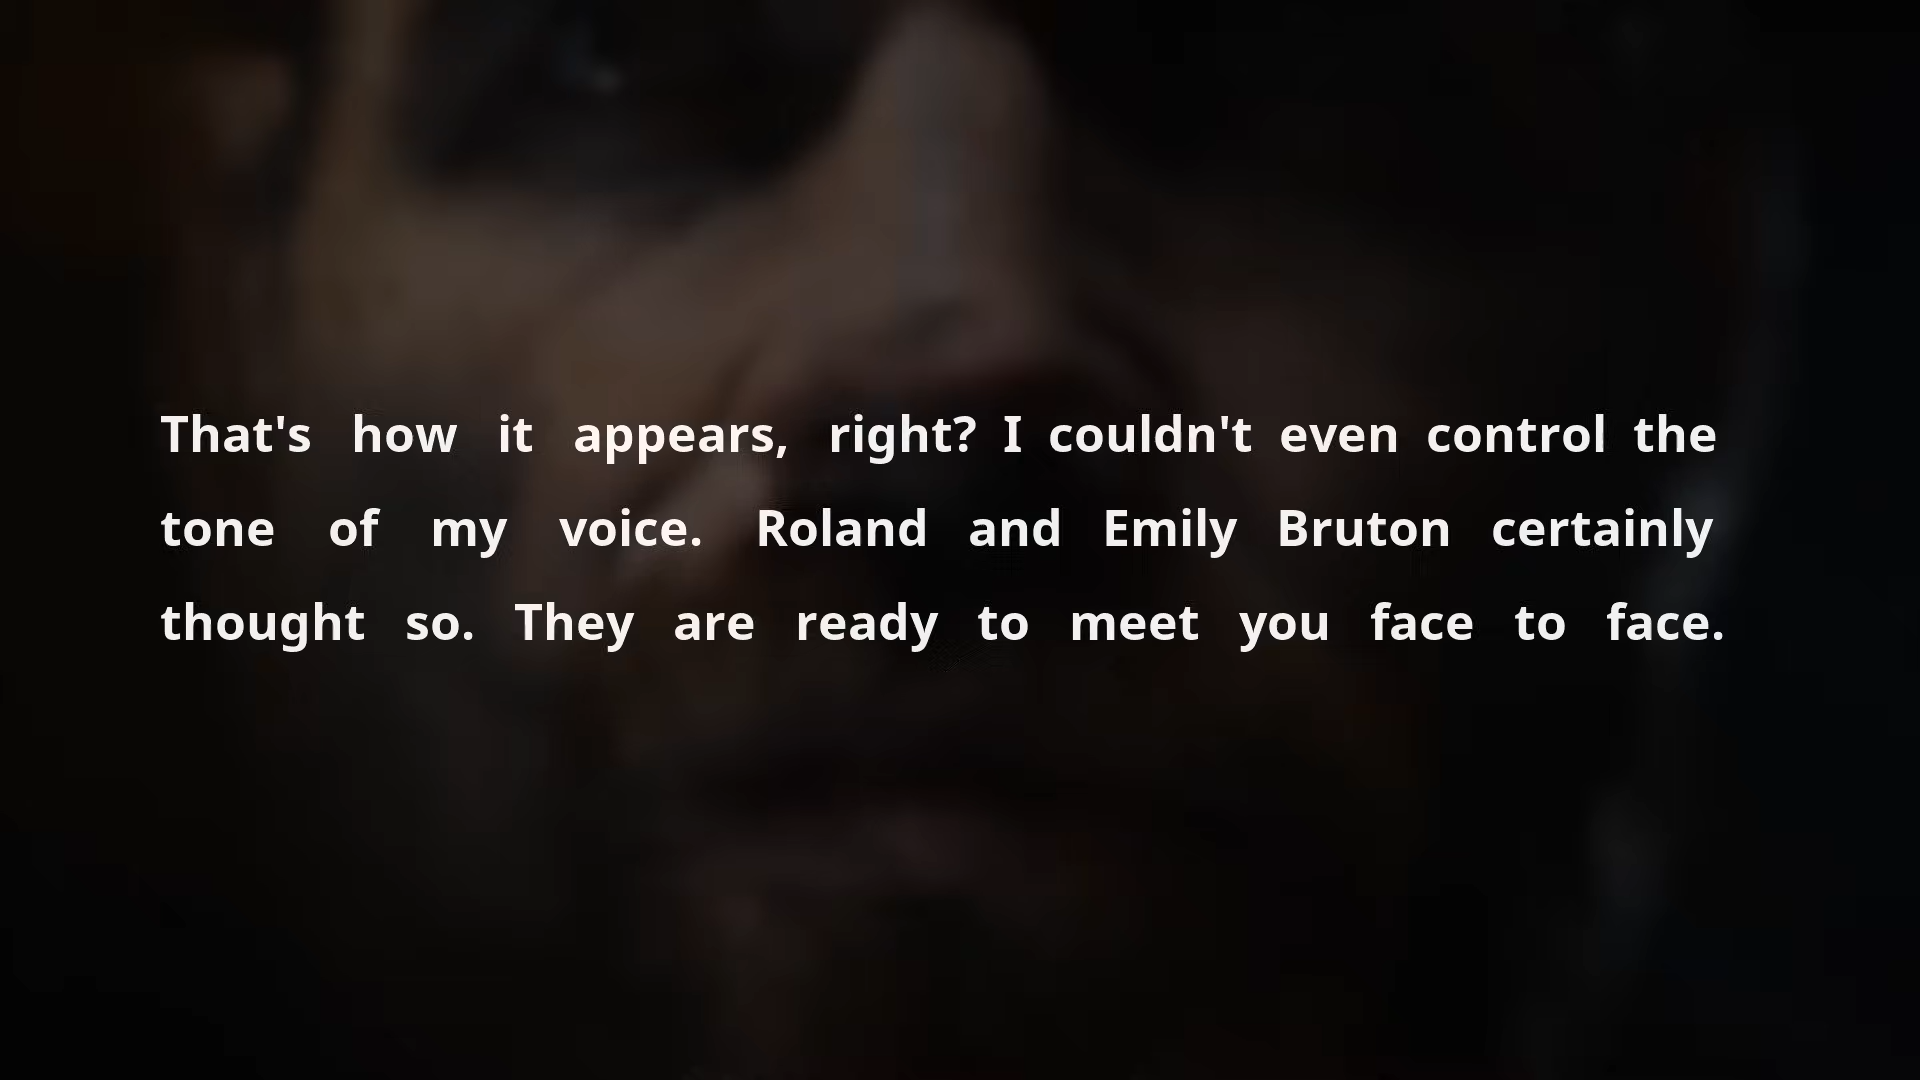 That's how it appears, right? I couldn't even control the
tone of my voice. Roland and Emily Bruton certainly
thought so. They are ready to meet you face to face.